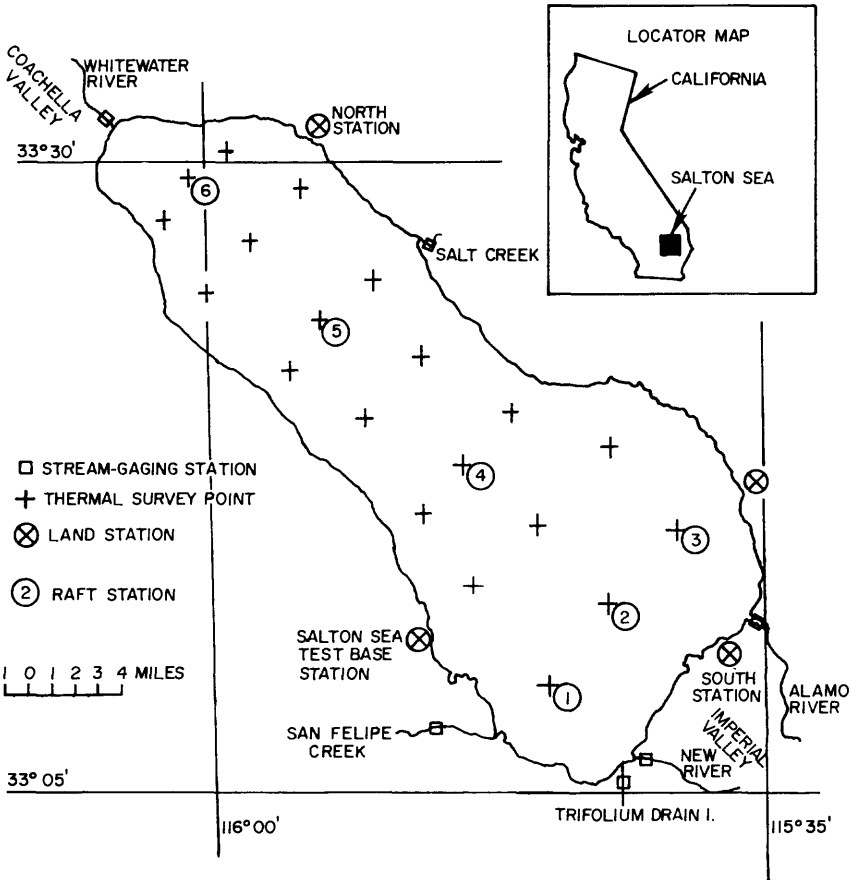 LOCATOR MAP
CALIFORNIA
SALTON SEA
COACHELLA
VALLEY
WHITEWATER
RIVER
NORTH
STATION
33° 30'
6
SALT CREEK
5
4
3
2
1
STREAM-GAGING STATION
THERMAL SURVEY POINT
LAND STATION
2 RAFT STATION
SALTON SEA
TEST BASE
STATION
1 0 1 2 3 4 MILES
SOUTH
STATION
ALAMO
RIVER
IMPERIAL
VALLEY
SAN FELIPE
CREEK
NEW
RIVER
33° 05'
TRIFOLIUM DRAIN I.
116° 00'
115° 35'